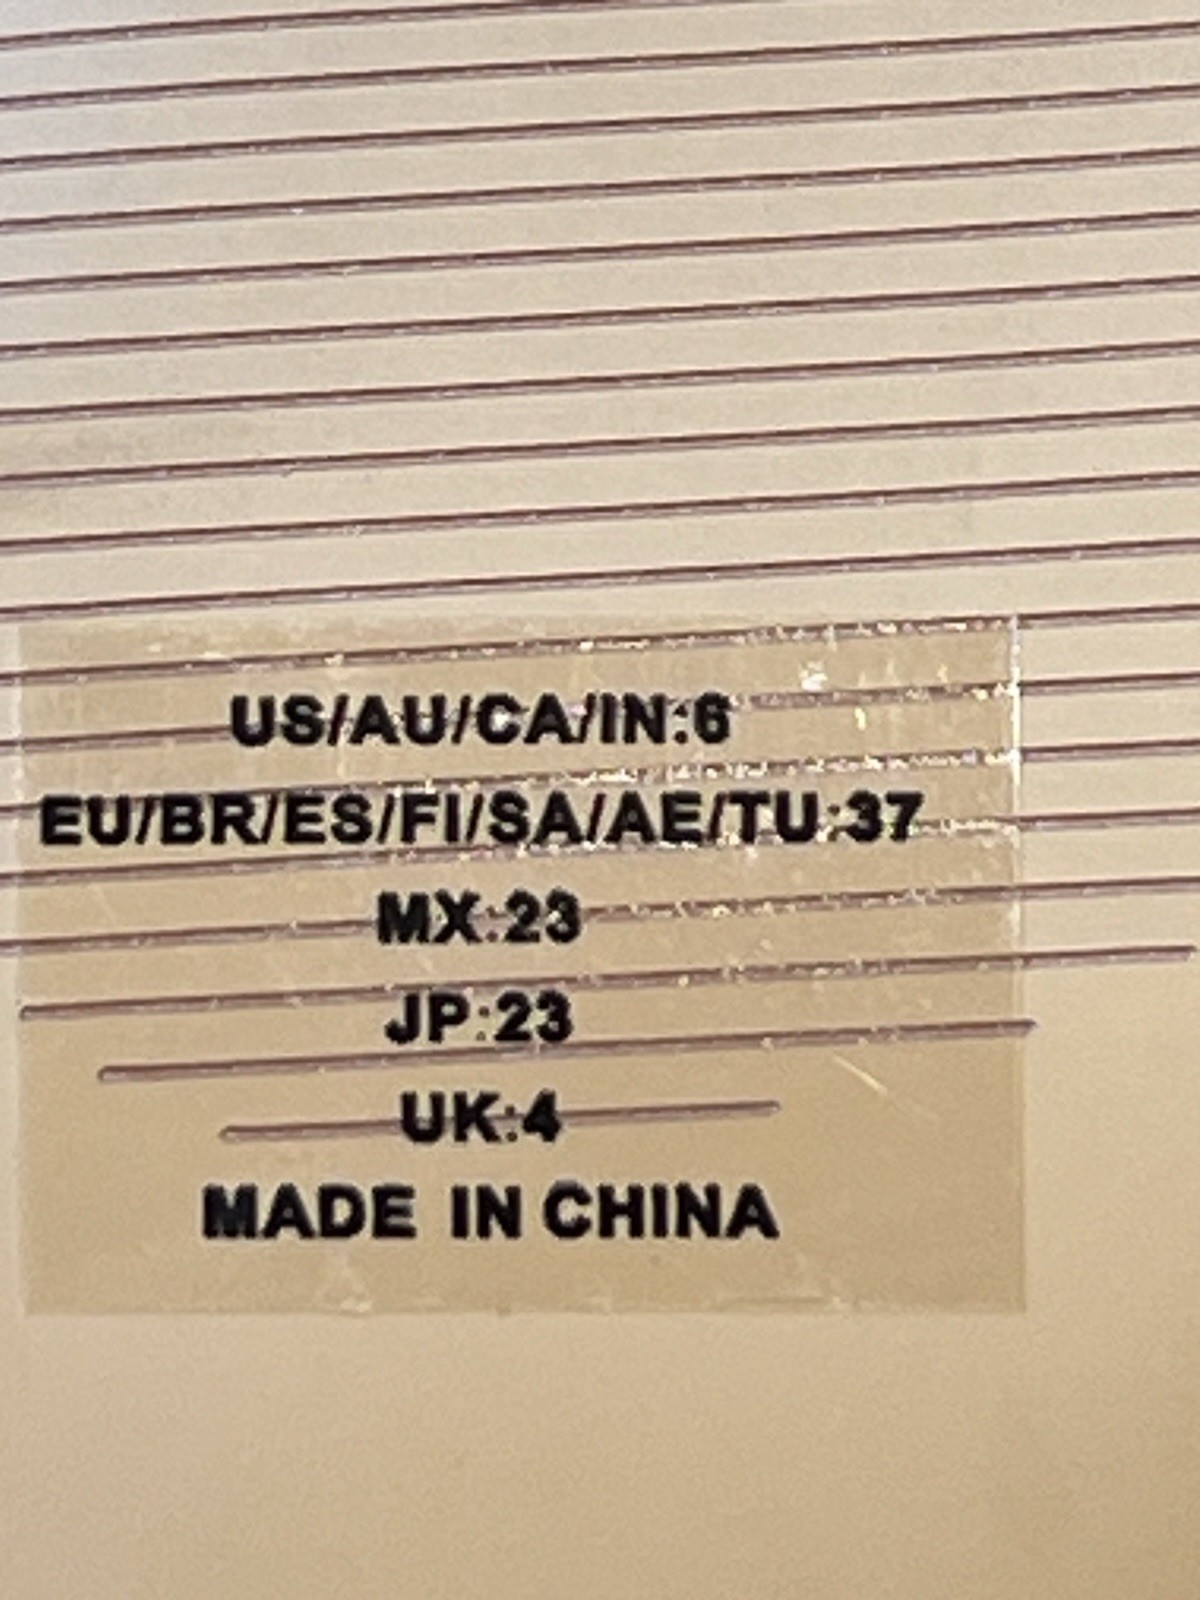 US/AU/CA/IN:6
EU/BR/ES/FI/SA/AE/TU:37
MX:23
JP:23
UK:4
MADE IN CHINA